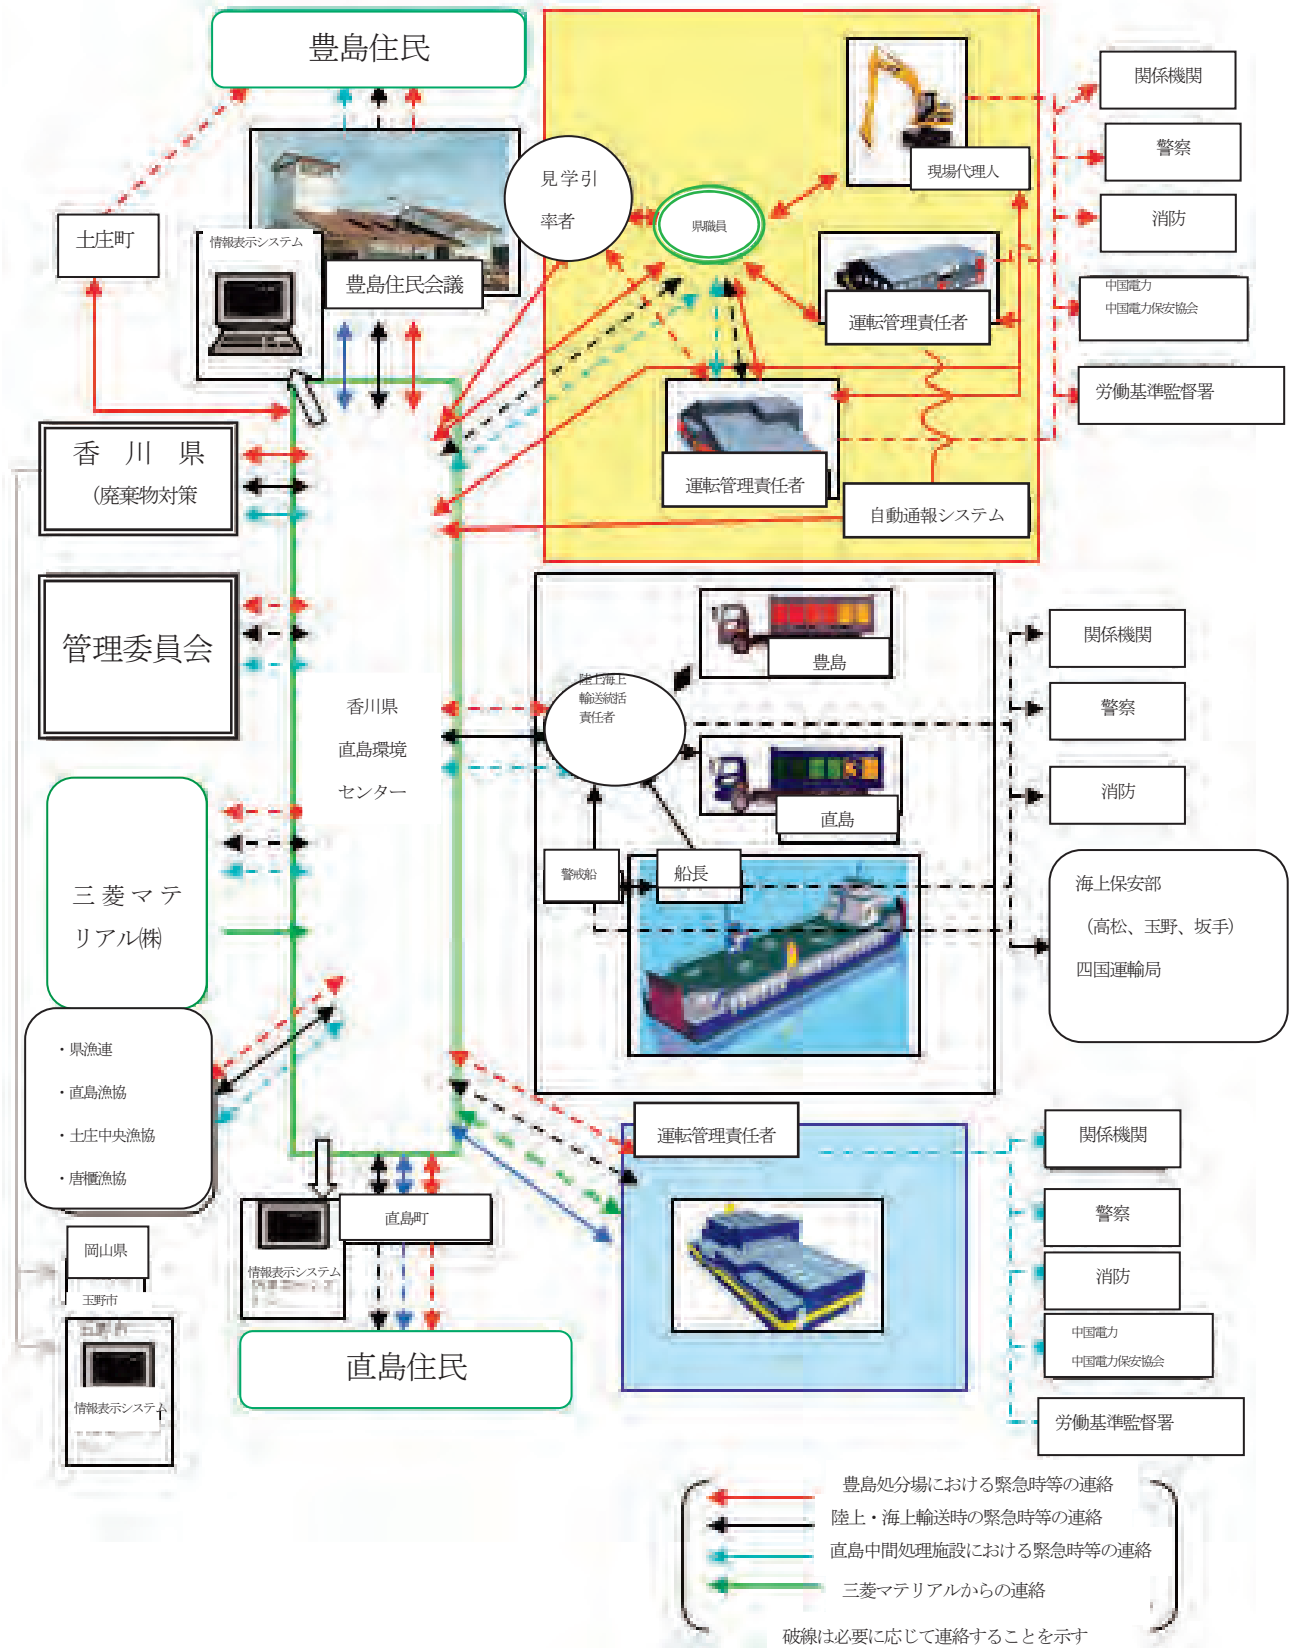 豊島住民
関係機関
警察
現場代理人
見学引
率者
消防
県職員
土庄町
情報表示システム
豊島住民会議
中国電力
中国電力保安協会
運転管理責任者
労働基準監督署
香 川 県
(廃棄物対策
運転管理責任者
自動通報システム
管理委員会
豊島
陸上海上
輸送統括
責任者
関係機関
香川県
直島環境
センター
警察
直島
消防
警戒船
船長
三 菱 マ テ
リアル㈱
海上保安部
（高松、玉野、坂手）
四国運輸局
・県漁連
・直島漁協
・土庄中央漁協
・唐櫃漁協
運転管理責任者
関係機関
警察
直島町
岡山県
情報表示システム
消防
玉野市
中国電力
中国電力保安協会
直島住民
情報表示システム
労働基準監督署
豊島処分場における緊急時等の連絡
陸上・海上輸送時の緊急時等の連絡
直島中間処理施設における緊急時等の連絡
三菱マテリアルからの連絡
破線は必要に応じて連絡することを示す